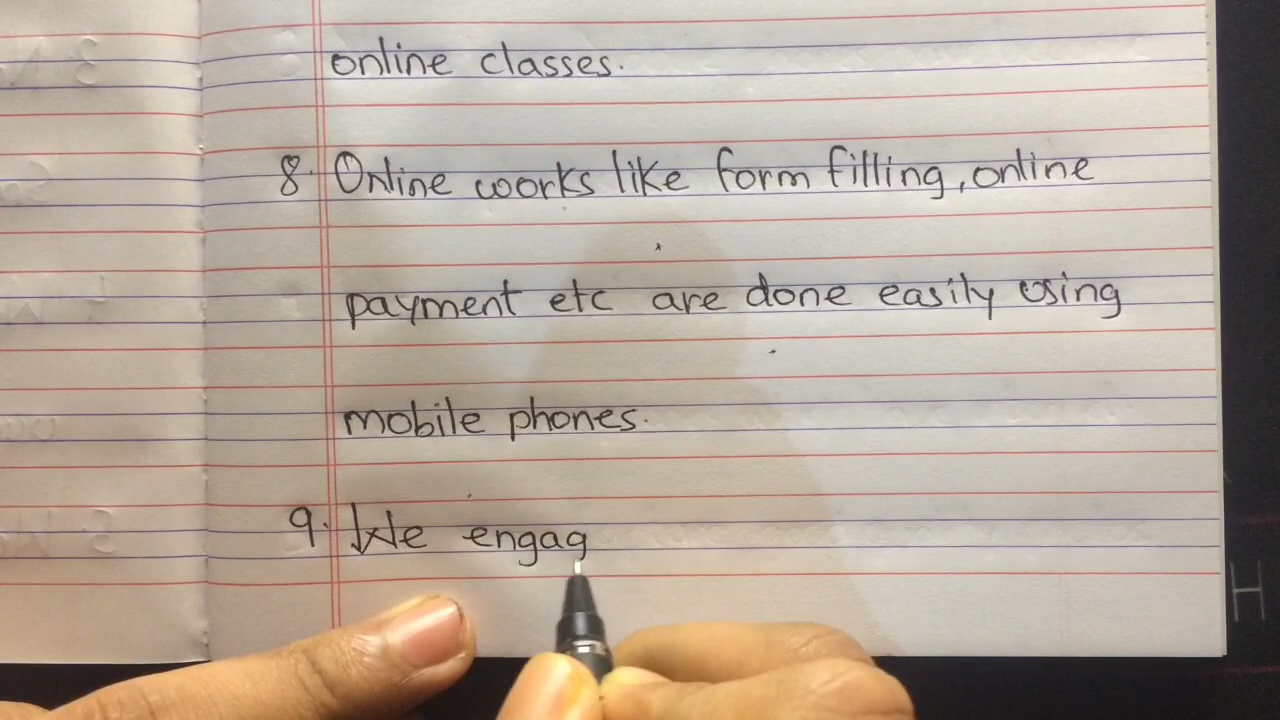 online classes.
8. Online works like form filling, online
payment etc are done easily using
mobile phones.
9. We engag
H